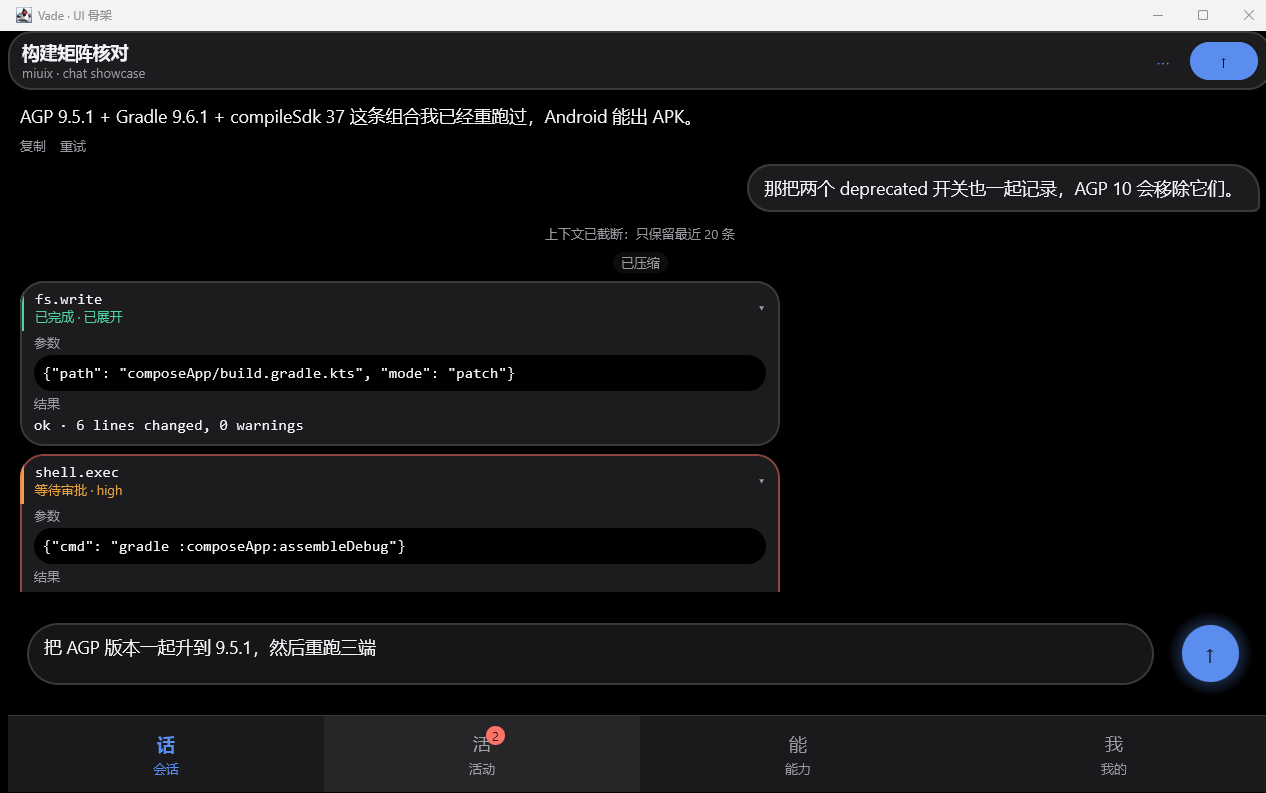 Vade · UI 骨架
构建矩阵核对
miuix · chat showcase
...
↑
AGP 9.5.1 + Gradle 9.6.1 + compileSdk 37 这条组合我已经重跑过，Android 能出 APK。
复制 重试
那把两个 deprecated 开关也一起记录，AGP 10 会移除它们。
上下文已截断：只保留最近 20 条
已压缩
fs.write
已完成 · 已展开
参数
{"path": "composeApp/build.gradle.kts", "mode": "patch"}
结果
ok · 6 lines changed, 0 warnings
shell.exec
等待审批 · high
参数
{"cmd": "gradle :composeApp:assembleDebug"}
结果
把 AGP 版本一起升到 9.5.1，然后重跑三端
↑
话 活 2 能 我
会话 活动 能力 我的